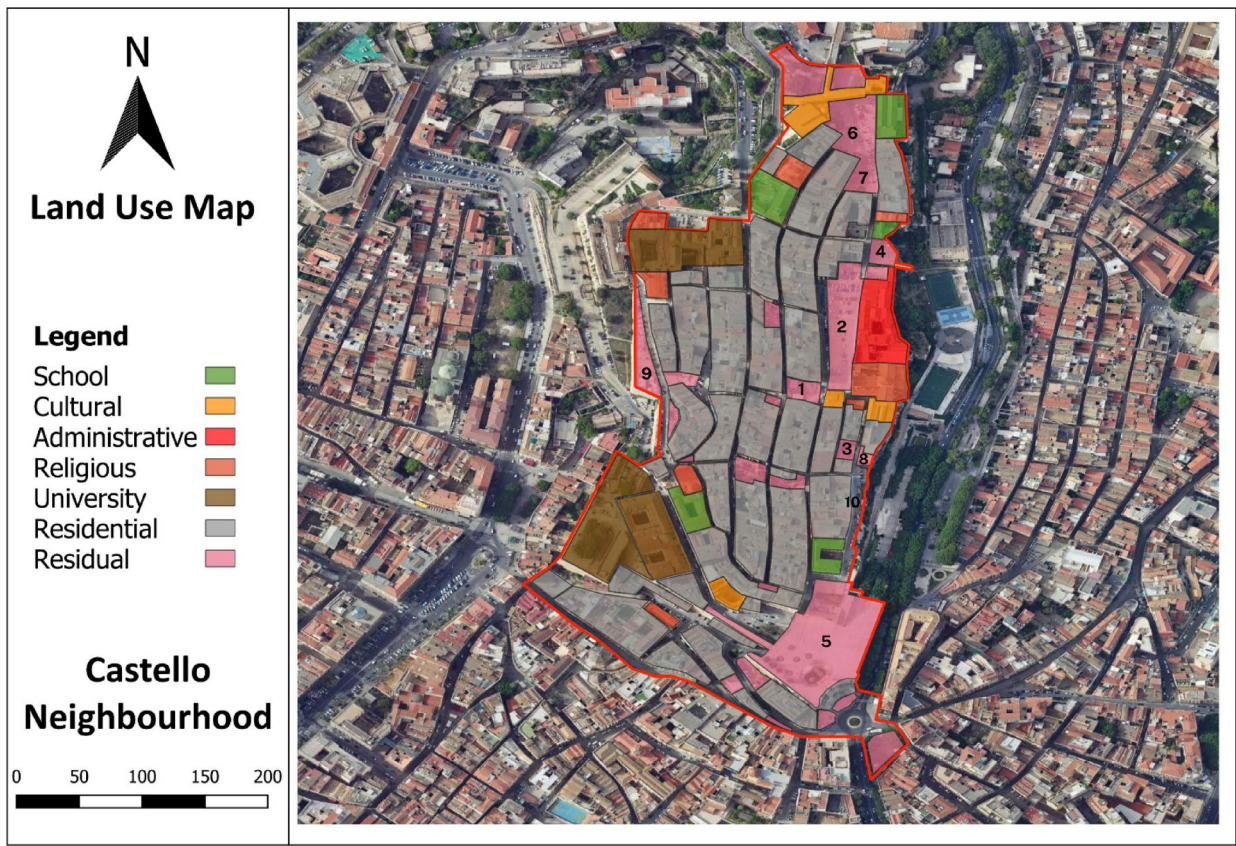 N
Land Use Map
Legend
School
Cultural
Administrative
Religious
University
Residential
Residual
Castello
Neighbourhood
0 50 100 150 200
6
7
4
2
9
1
3
8
10
5